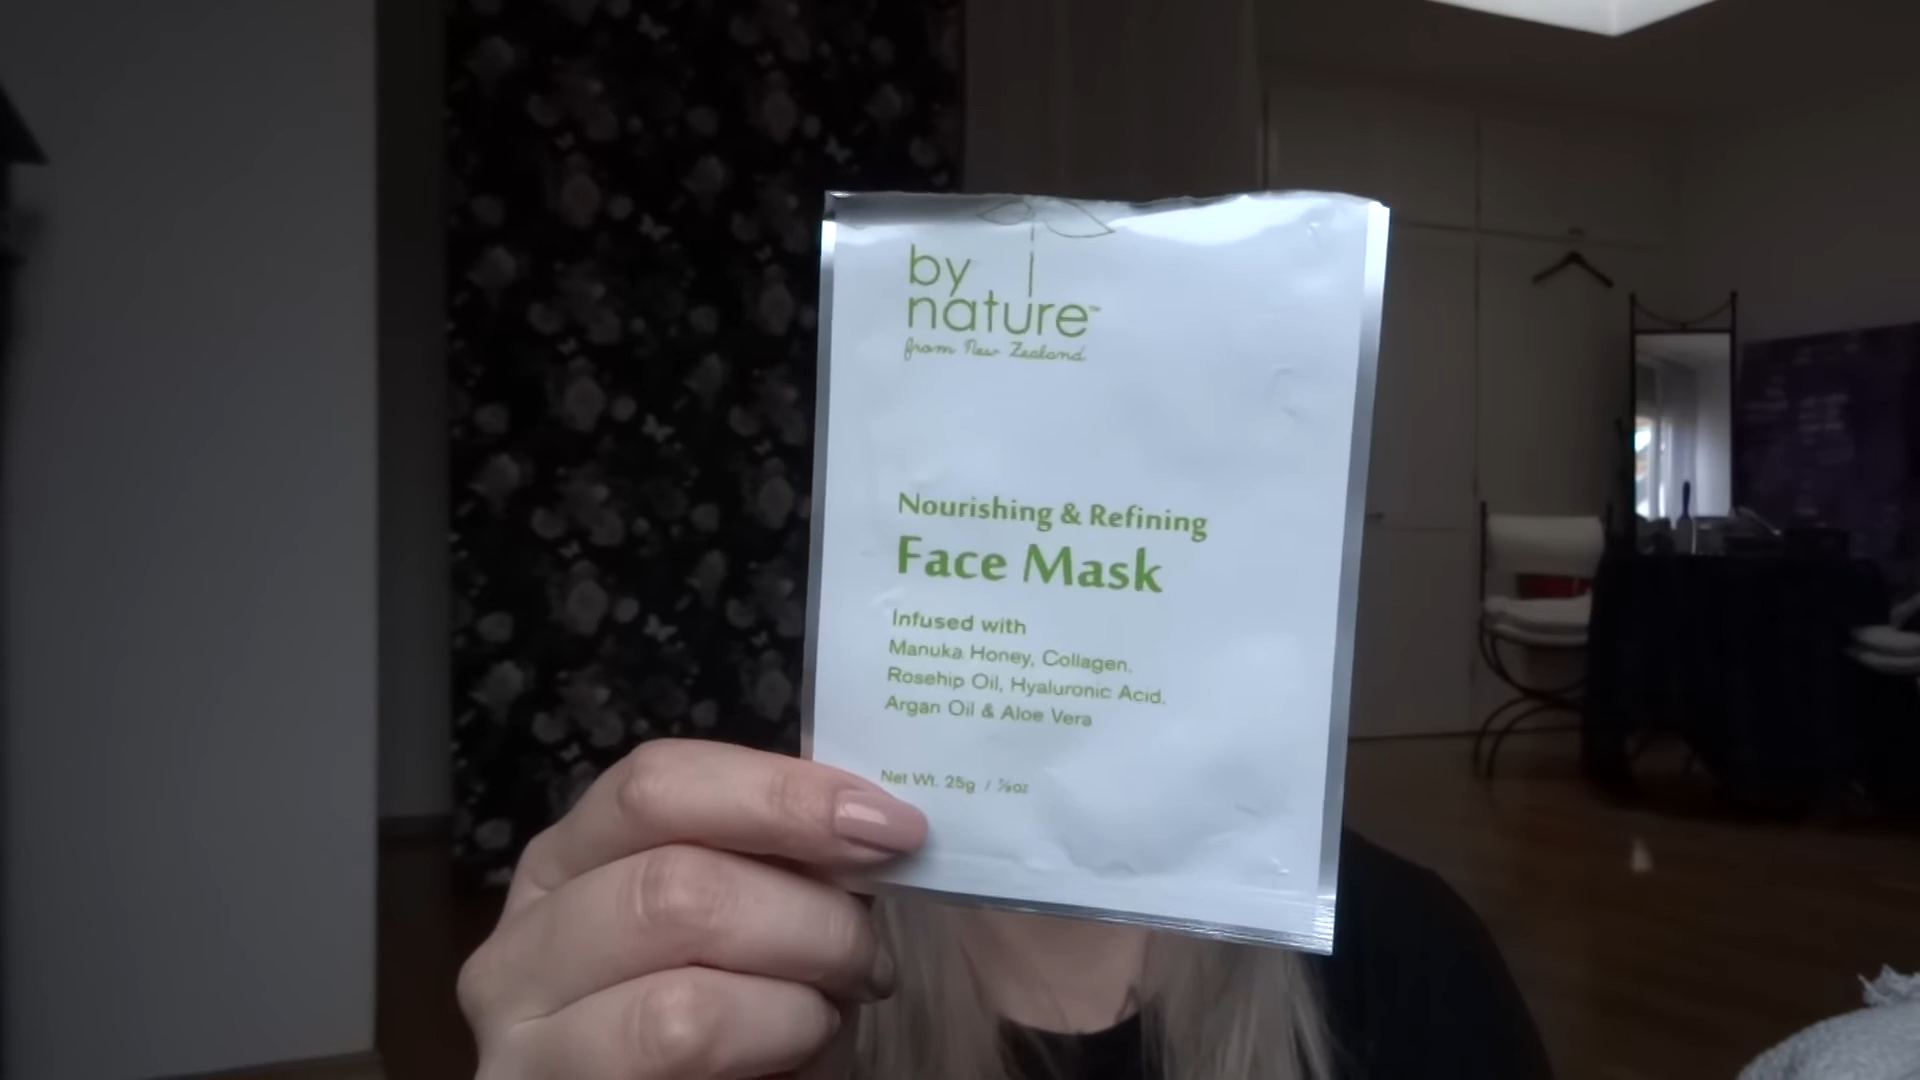 by
nature™
from New Zealand
Nourishing & Refining
Face Mask
Infused with
Manuka Honey, Collagen,
Rosehip Oil, Hyaluronic Acid,
Argan Oil & Aloe Vera
Net Wt. 25g / ⅞oz